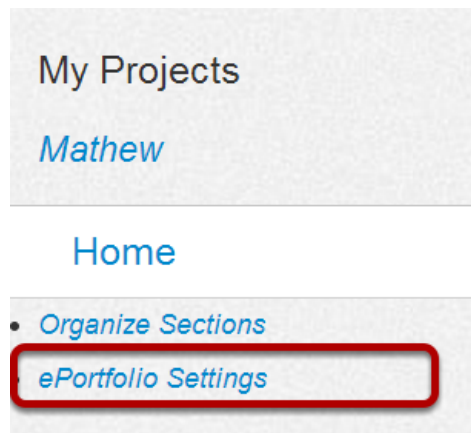 My Projects
Mathew
Home
Organize Sections
ePortfolio Settings